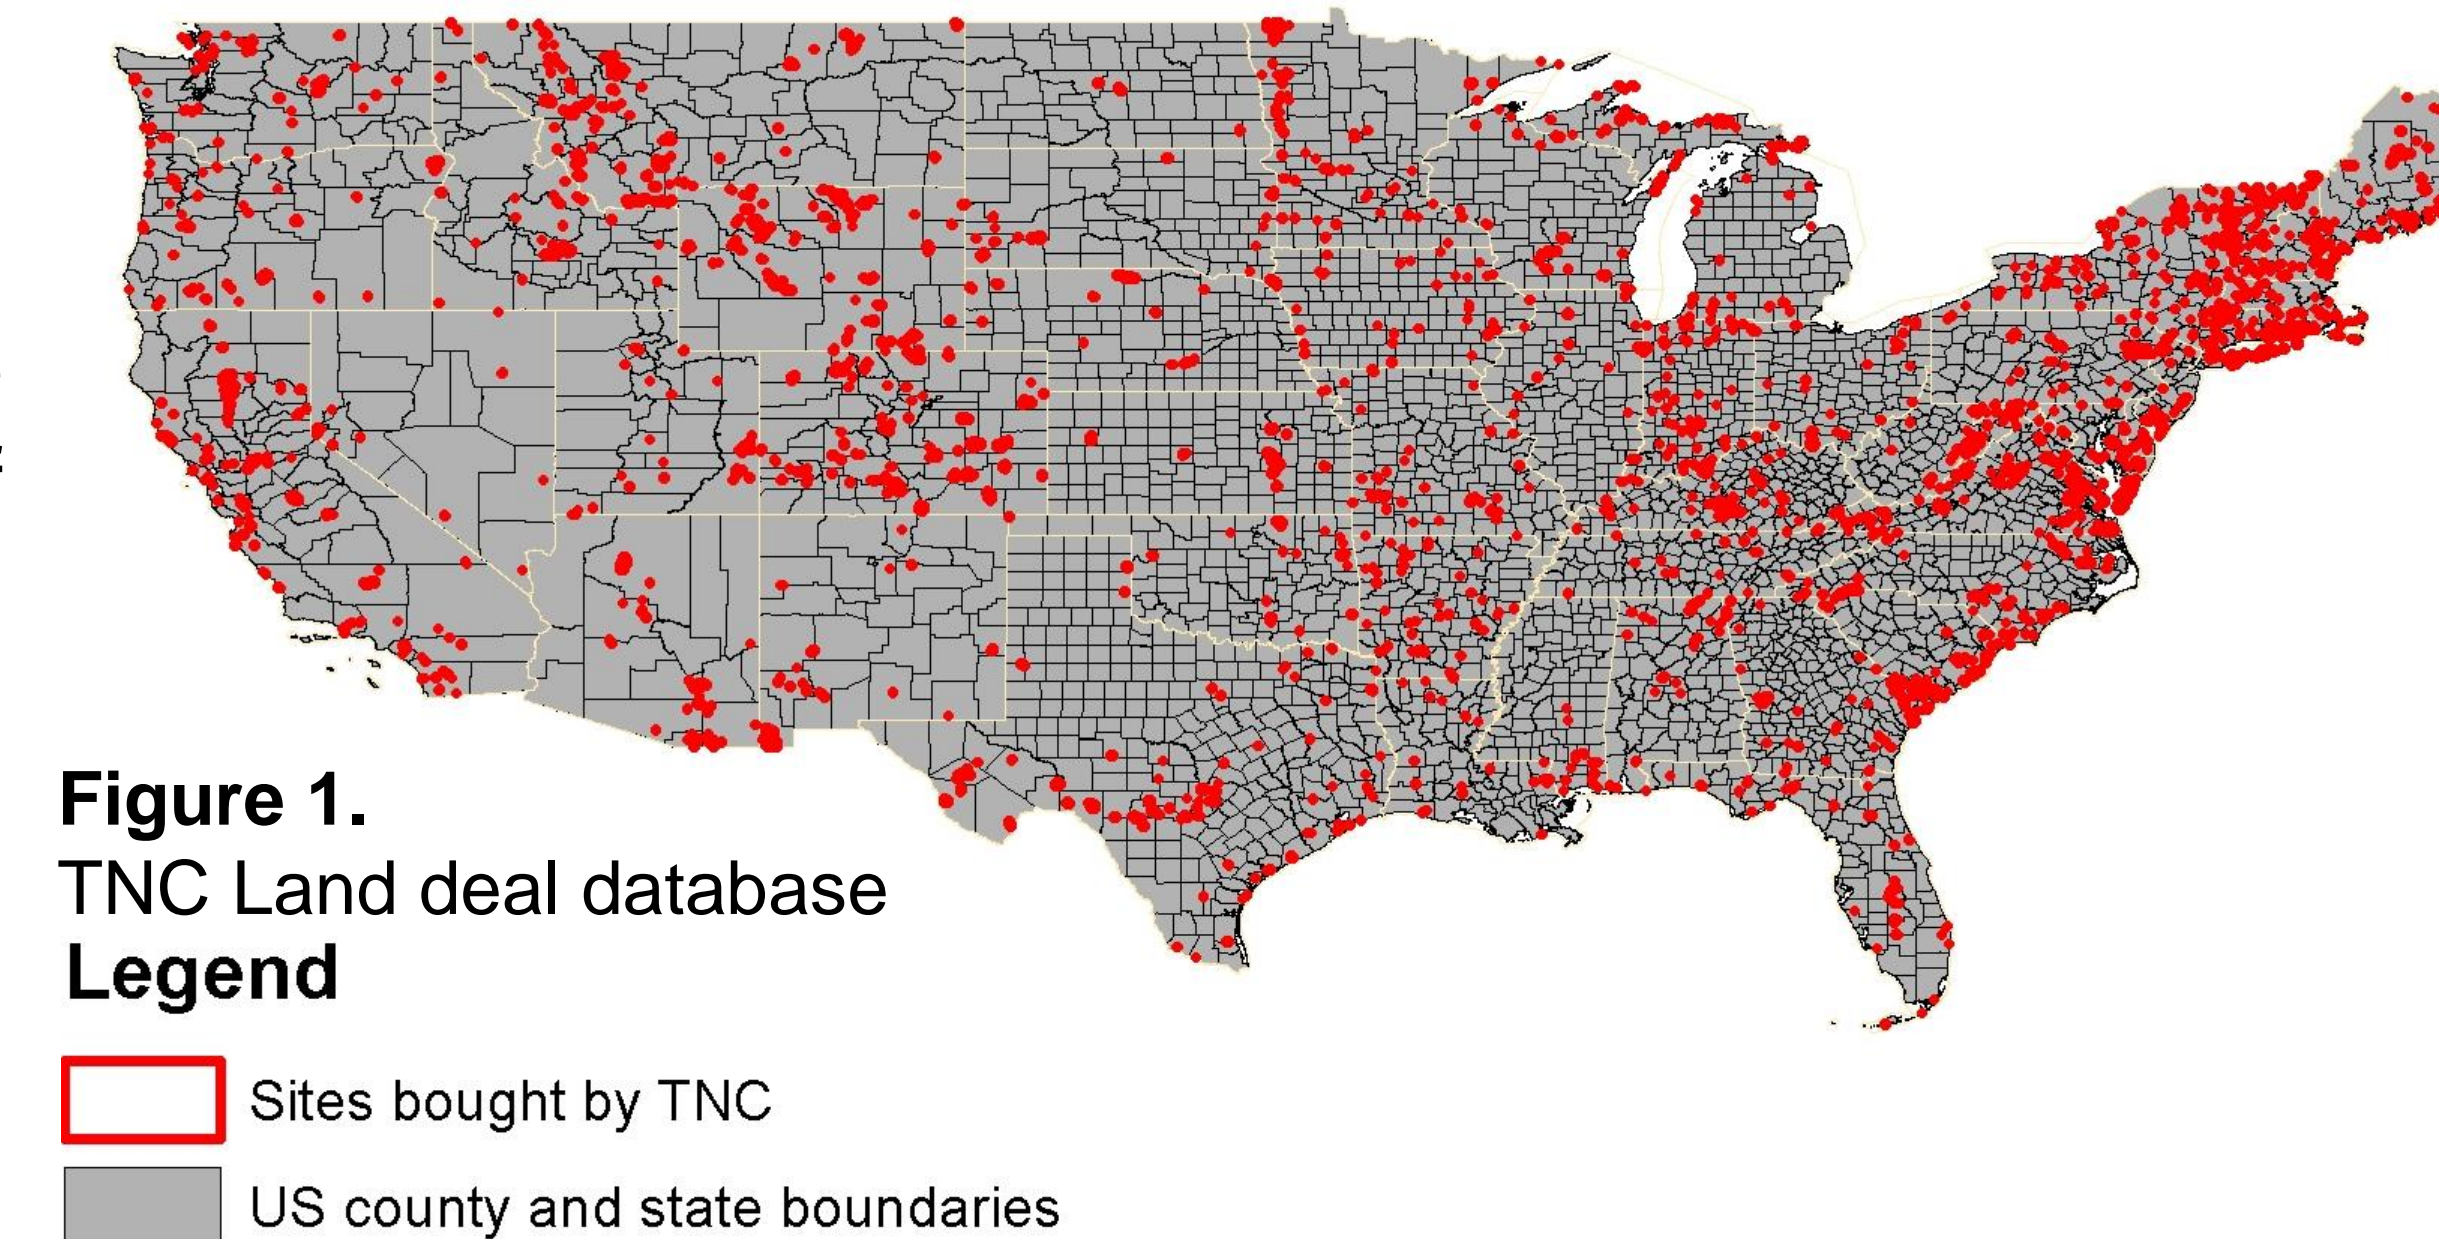 Figure 1.
TNC Land deal database
Legend
Sites bought by TNC
US county and state boundaries